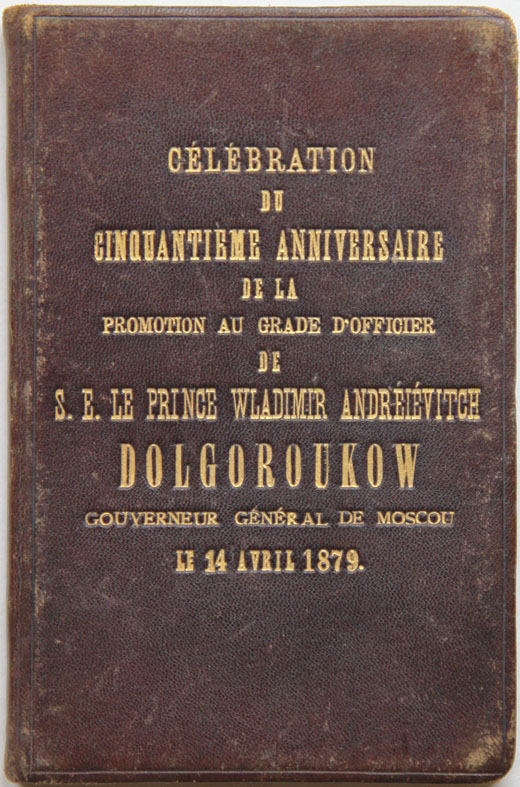 CÉLÉBRATION
DU
CINQUANTIÈME ANNIVERSAIRE
DE LA
PROMOTION AU GRADE D'OFFICIER
DE
S. E. LE PRINCE WLADIMIR ANDRÉIÉVITCH
DOLGOROUKOW
GOUVERNEUR GÉNÉRAL DE MOSCOU
LE 14 AVRIL 1879.